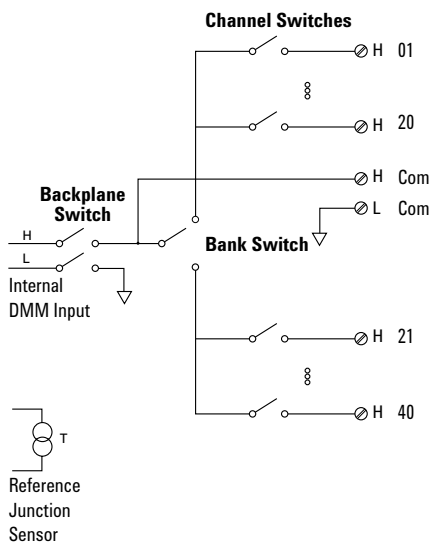 Channel Switches
H 01
H 20
H Com
Backplane
Switch
L Com
H
Bank Switch
L
Internal
DMM Input
H 21
H 40
T
Reference
Junction
Sensor